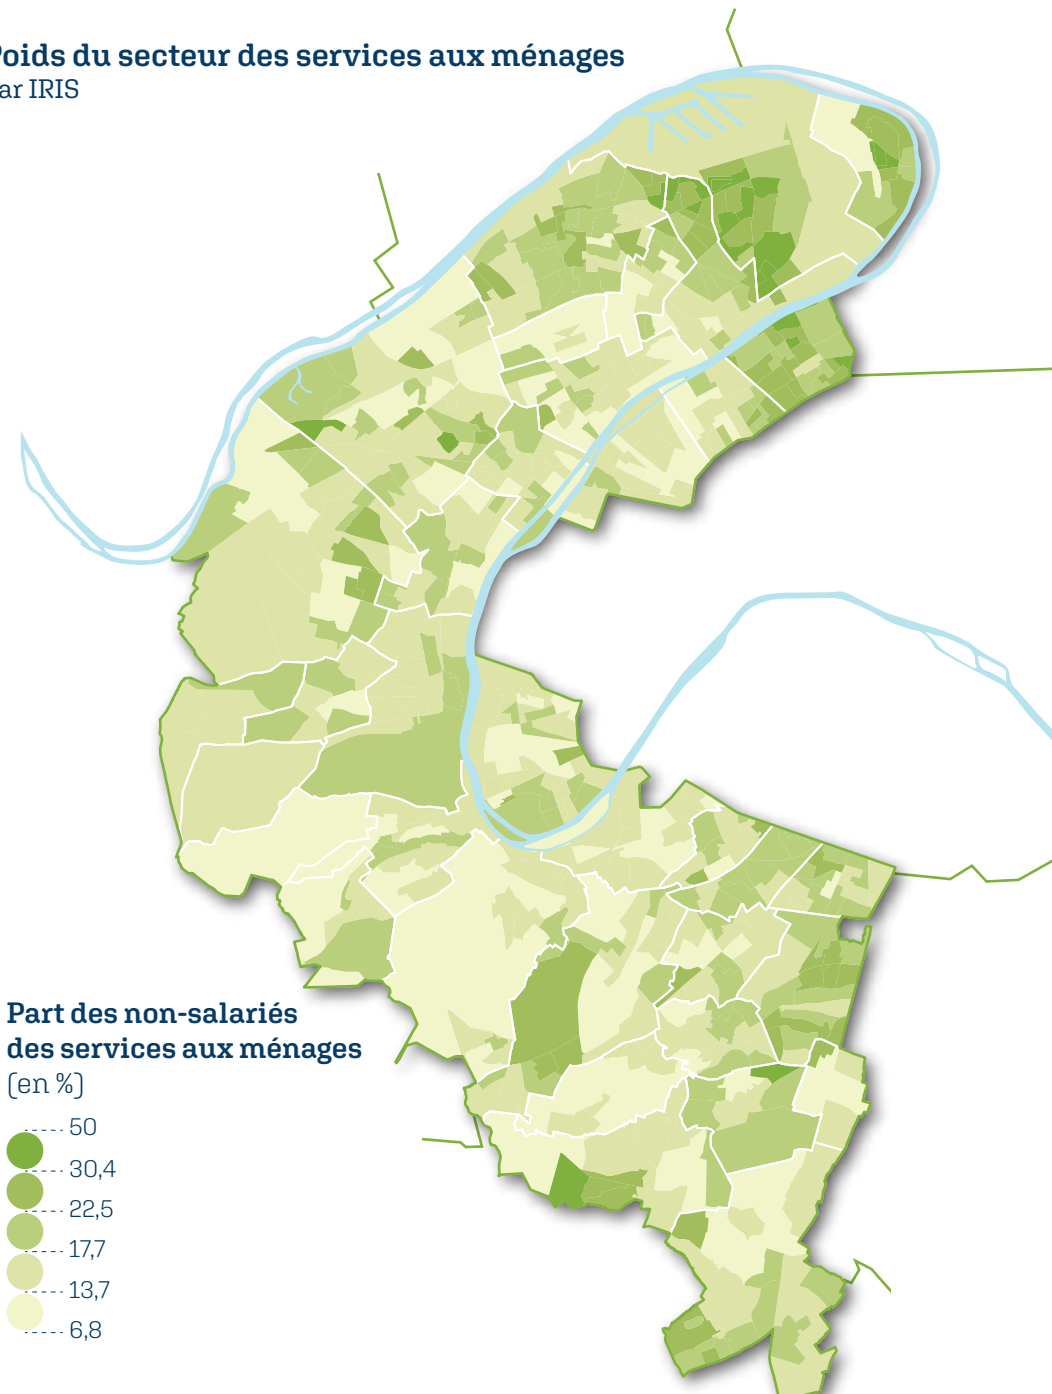 oids du secteur des services aux ménages
ar IRIS
Part des non-salariés
des services aux ménages
(en %)
50
30,4
22,5
17,7
13,7
6,8